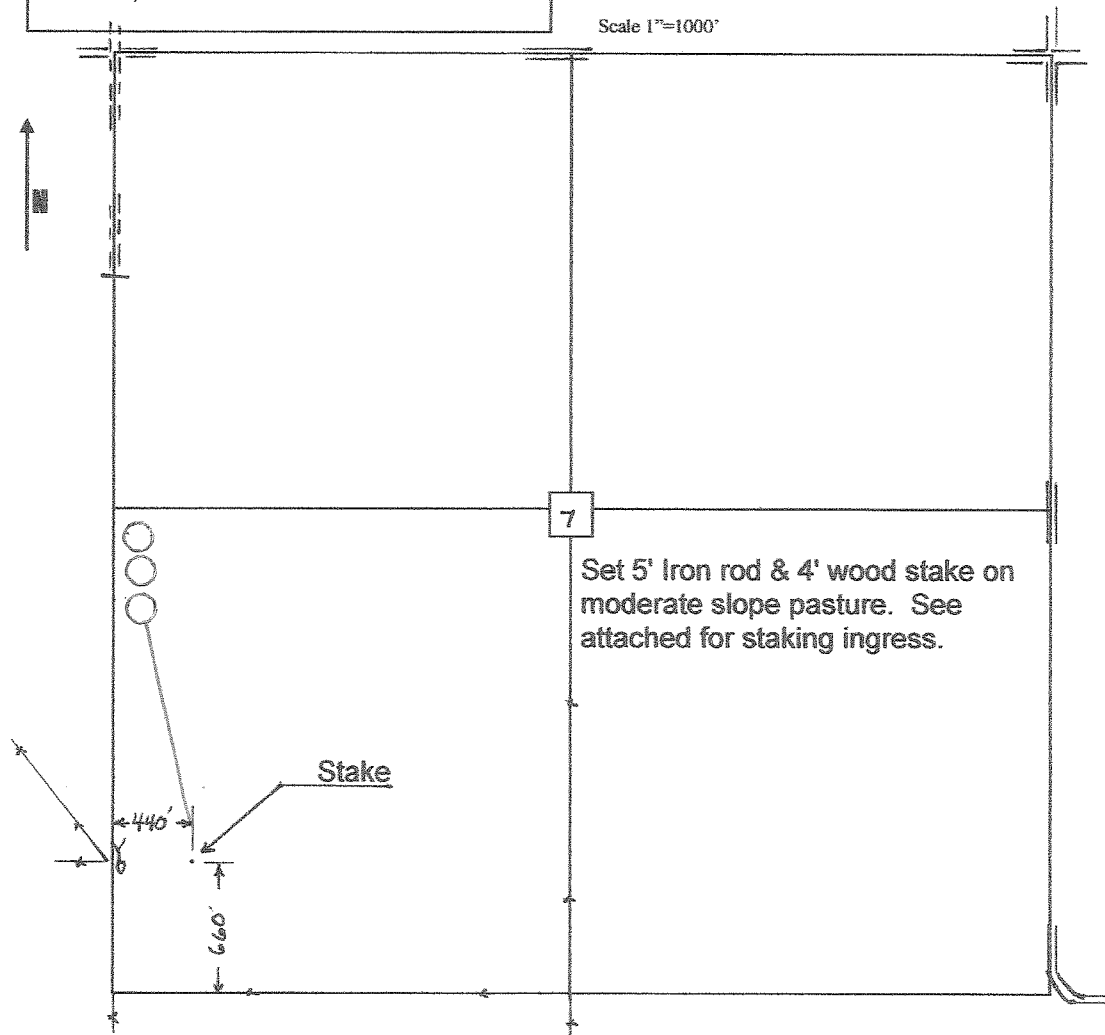 Scale 1"=1000'
7
Set 5' Iron rod & 4' wood stake on
moderate slope pasture. See
attached for staking ingress.
Stake
440'
660'